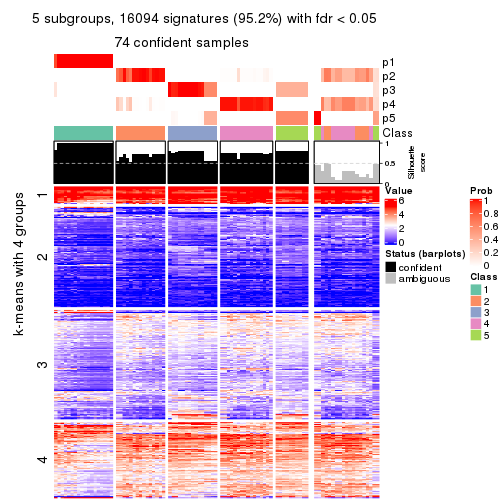 5 subgroups, 16094 signatures (95.2%) with fdr < 0.05
74 confident samples
p1
p2
p3
p4
p5
Class
1
0.5
0
Silhouette
score
k-means with 4 groups
1
2
3
4
Value
6
4
2
0
Status (barplots)
confident
ambiguous
Prob
1
0.8
0.6
0.4
0.2
0
Class
1
2
3
4
5